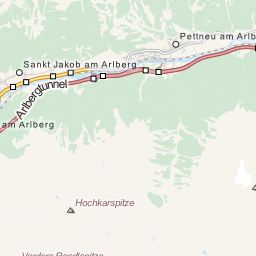 Pettneu am Arlb
Sankt Jakob am Arlberg
Arlbergtunnel
am Arlberg
Hochkarspitze
Vordere Rendlspitze